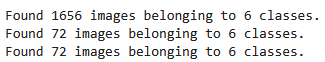 Found 1656 images belonging to 6 classes.
Found 72 images belonging to 6 classes.
Found 72 images belonging to 6 classes.